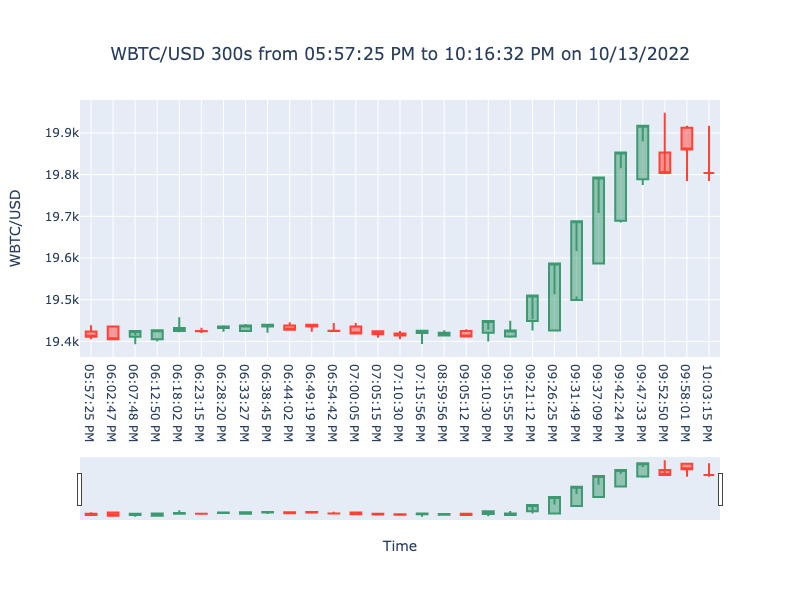 WBTC/USD 300s from 05:57:25 PM to 10:16:32 PM on 10/13/2022
WBTC/USD
19.9k
19.8k
19.7k
19.6k
19.5k
19.4k
05:57:25 PM
06:02:47 PM
06:07:48 PM
06:12:50 PM
06:18:02 PM
06:23:15 PM
06:28:20 PM
06:33:27 PM
06:38:45 PM
06:44:02 PM
06:49:19 PM
06:54:42 PM
07:00:05 PM
07:05:15 PM
07:10:30 PM
07:15:56 PM
08:59:56 PM
09:05:12 PM
09:10:30 PM
09:15:55 PM
09:21:12 PM
09:26:25 PM
09:31:49 PM
09:37:09 PM
09:42:24 PM
09:47:33 PM
09:52:50 PM
09:58:01 PM
10:03:15 PM
Time